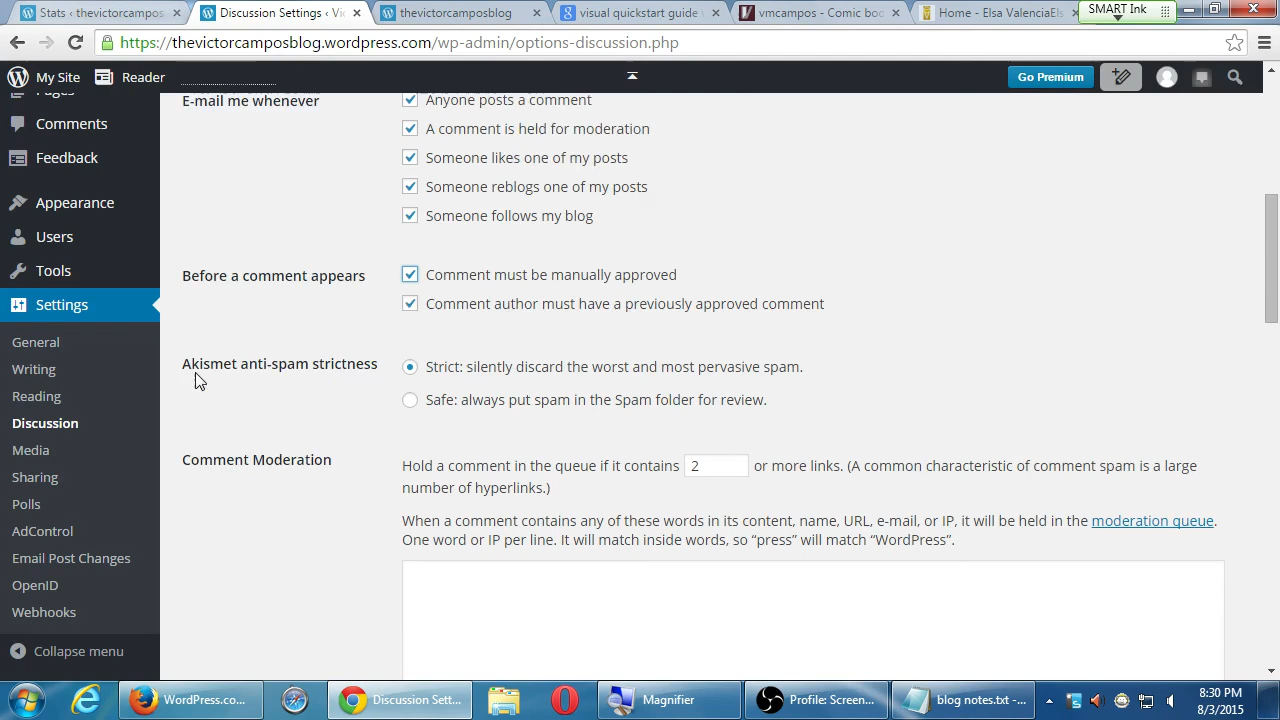 Stats ‹ thevictorcampos
Discussion Settings ‹ Vi
thevictorcamposblog
visual quickstart guide
vmcampos - Comic boo
Home - Elsa ValenciaEls
SMART Ink
https://thevictorcamposblog.wordpress.com/wp-admin/options-discussion.php
My Site
Reader
Go Premium
Pages
Comments
Feedback
Appearance
Users
Tools
Settings
General
Writing
Reading
Discussion
Media
Sharing
Polls
AdControl
Email Post Changes
OpenID
Webhooks
Collapse menu
E-mail me whenever
Anyone posts a comment
A comment is held for moderation
Someone likes one of my posts
Someone reblogs one of my posts
Someone follows my blog
Before a comment appears
Comment must be manually approved
Comment author must have a previously approved comment
Akismet anti-spam strictness
Strict: silently discard the worst and most pervasive spam.
Safe: always put spam in the Spam folder for review.
Comment Moderation
Hold a comment in the queue if it contains 2 or more links. (A common characteristic of comment spam is a large
number of hyperlinks.)
When a comment contains any of these words in its content, name, URL, e-mail, or IP, it will be held in the moderation queue.
One word or IP per line. It will match inside words, so “press” will match “WordPress”.
WordPress.co...
Discussion Sett...
Magnifier
Profile: Screen...
blog notes.txt -...
8:30 PM
8/3/2015